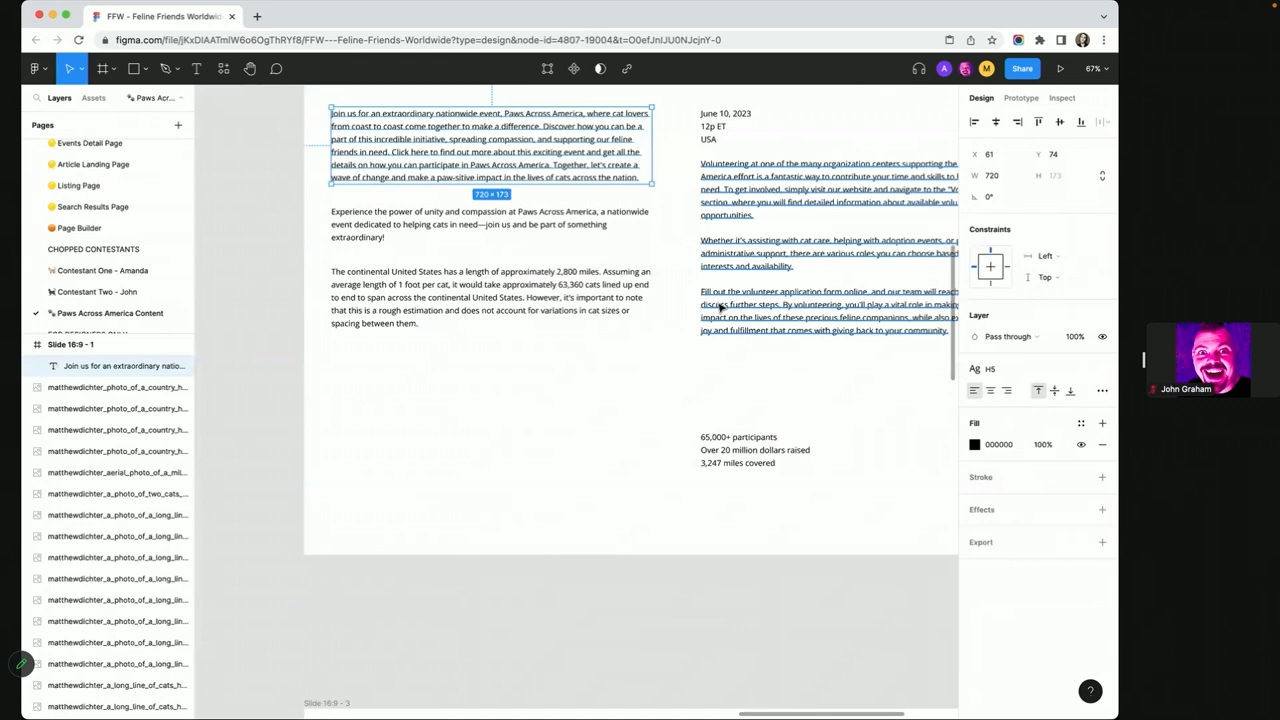 FFW - Feline Friends Worldwide
figma.com/file/jKxDIAATmIW6o6OgThRYf8/FFW---Feline-Friends-Worldwide?type=design&node-id=4807-19004&t=O0efJnIJU0NJcjnY-0
A
M
Share
67%
Layers
Assets
Paws Acr...
Pages
Events Detail Page
Article Landing Page
Listing Page
Search Results Page
Page Builder
CHOPPED CONTESTANTS
Contestant One - Amanda
Contestant Two - John
Paws Across America Content
Slide 16:9 - 1
Join us for an extraordinary natio...
matthewdichter_photo_of_a_country_h...
matthewdichter_photo_of_a_country_h...
matthewdichter_photo_of_a_country_h...
matthewdichter_photo_of_a_country_h...
matthewdichter_aerial_photo_of_a_mil...
matthewdichter_a_photo_of_two_cats_...
matthewdichter_a_photo_of_a_long_lin...
matthewdichter_a_photo_of_a_long_lin...
matthewdichter_a_photo_of_a_long_lin...
matthewdichter_a_photo_of_a_long_lin...
matthewdichter_a_photo_of_a_long_lin...
matthewdichter_a_photo_of_a_long_lin...
matthewdichter_a_photo_of_a_long_lin...
matthewdichter_a_photo_of_a_long_lin...
matthewdichter_a_long_line_of_cats_h...
matthewdichter_a_long_line_of_cats_h...
Join us for an extraordinary nationwide event, Paws Across America, where cat lovers
from coast to coast come together to make a difference. Discover how you can be a
part of this incredible initiative, spreading compassion, and supporting our feline
friends in need. Click here to find out more about this exciting event and get all the
details on how you can participate in Paws Across America. Together, let's create a
wave of change and make a paw-sitive impact in the lives of cats across the nation.
720 × 173
Experience the power of unity and compassion at Paws Across America, a nationwide
event dedicated to helping cats in need—join us and be part of something
extraordinary!
The continental United States has a length of approximately 2,800 miles. Assuming an
average length of 1 foot per cat, it would take approximately 63,360 cats lined up end
to end to span across the continental United States. However, it's important to note
that this is a rough estimation and does not account for variations in cat sizes or
spacing between them.
June 10, 2023
12p ET
USA
Volunteering at one of the many organization centers supporting the
America effort is a fantastic way to contribute your time and skills to
need. To get involved, simply visit our website and navigate to the "Vo
section, where you will find detailed information about available volu
opportunities.
Whether it's assisting with cat care, helping with adoption events, or
administrative support, there are various roles you can choose based
interests and availability.
Fill out the volunteer application form online, and our team will reach
discuss further steps. By volunteering, you'll play a vital role in making
impact on the lives of these precious feline companions, while also e
joy and fulfillment that comes with giving back to your community.
65,000+ participants
Over 20 million dollars raised
3,247 miles covered
Slide 16:9 - 3
Design
Prototype
Inspect
X 61
Y 74
W 720
H 173
0°
Constraints
Left
Top
Layer
Pass through
100%
Ag H5
Fill
000000
100%
Stroke
Effects
Export
?
John Graham